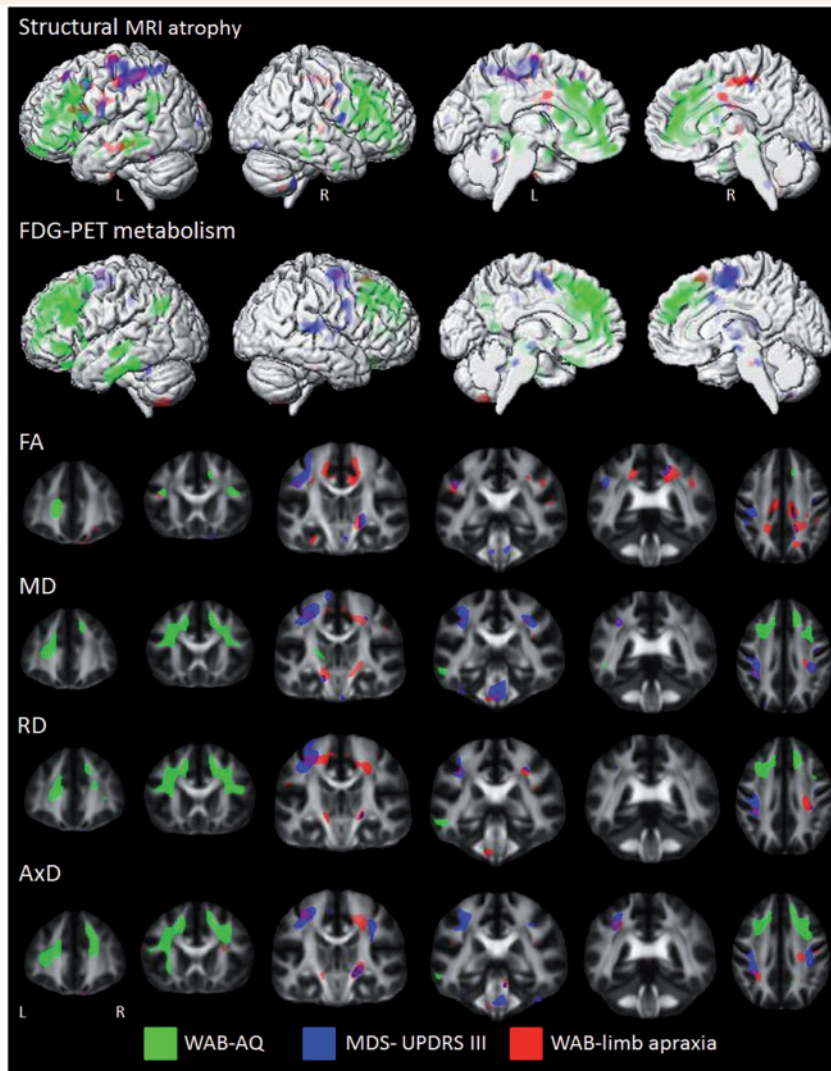 Structural MRI atrophy
L R L R
FDG-PET metabolism
FA
MD
RD
AxD
L R
WAB-AQ MDS- UPDRS III WAB-limb apraxia